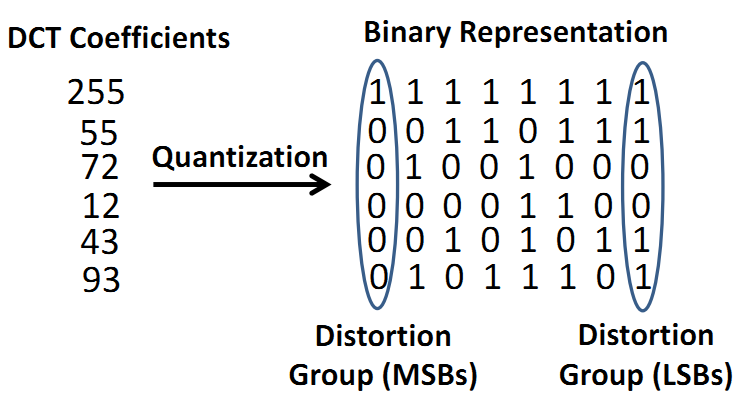 DCT Coefficients Binary Representation
255 1 1 1 1 1 1 1 1
55 0 0 1 1 0 1 1 1
72 0 1 0 0 1 0 0 0
Quantization
12 0 0 0 0 1 1 0 0
43 0 0 1 0 1 0 1 1
93 0 1 0 1 1 1 0 1
Distortion Distortion
Group (MSBs) Group (LSBs)